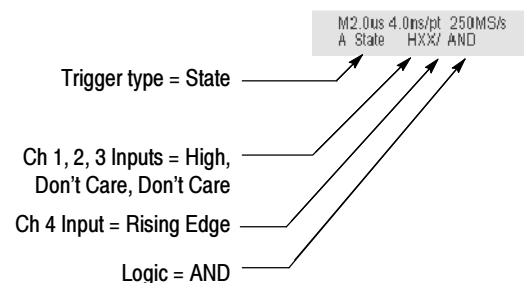 M2.0us 4.0ns/pt 250MS/s
A State HXX/ AND
Trigger type = State
Ch 1, 2, 3 Inputs = High,
Don't Care, Don't Care
Ch 4 Input = Rising Edge
Logic = AND